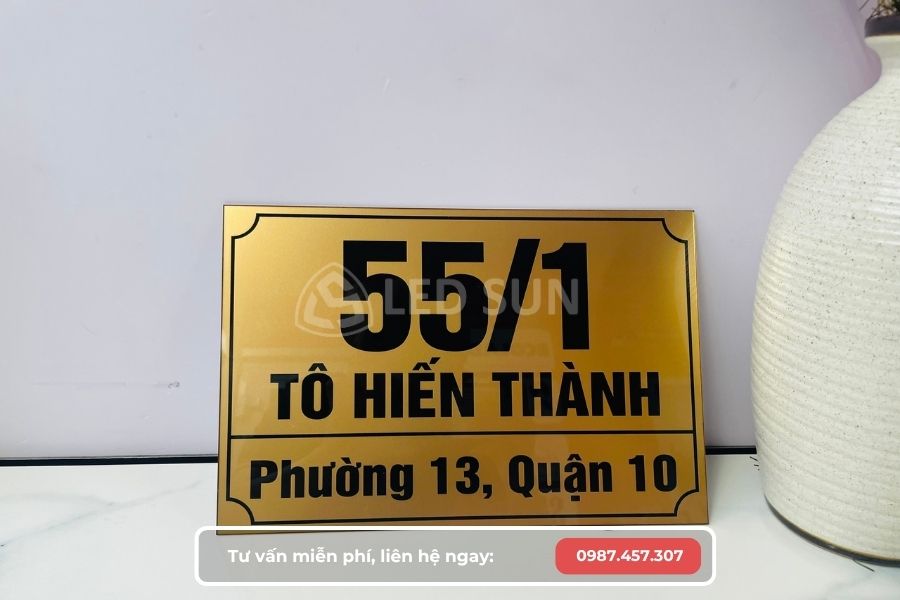 55/1
LED SUN
TÔ HIẾN THÀNH
Phường 13, Quận 10
Tư vấn miễn phí, liên hệ ngay:
0987.457.307